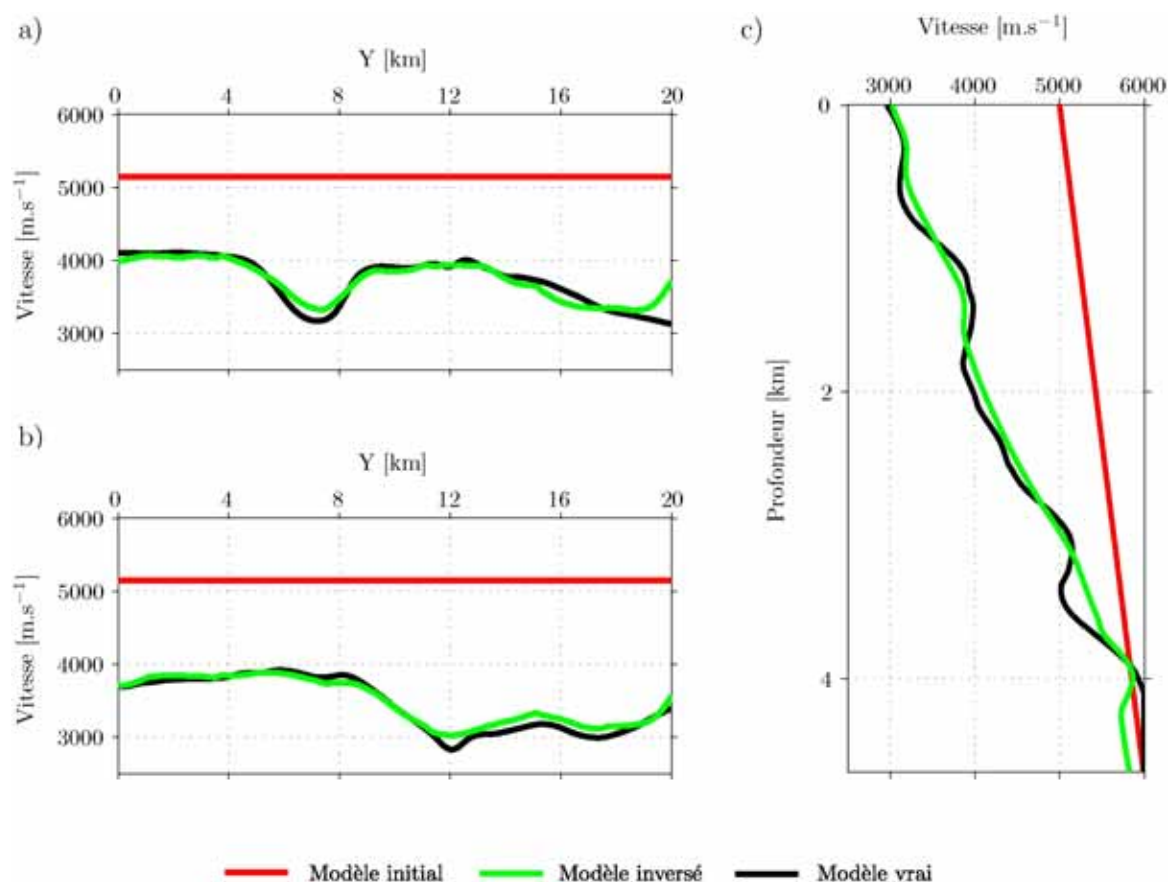 a)
Y [km]
0 4 8 12 16 20
6000
5000
4000
3000
Vitesse [m.s⁻¹]
b)
Y [km]
0 4 8 12 16 20
6000
5000
4000
3000
Vitesse [m.s⁻¹]
c)
Vitesse [m.s⁻¹]
3000 4000 5000 6000
0
2
4
Profondeur [km]
Modèle initial Modèle inversé Modèle vrai